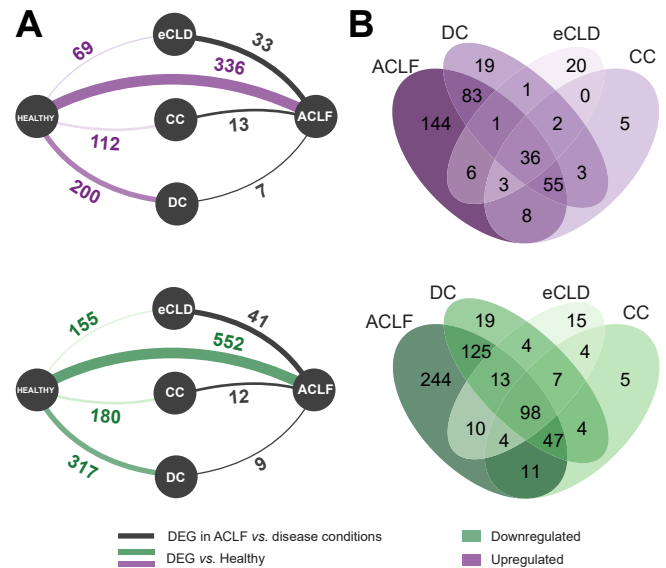 A
eCLD
69
33
336
HEALTHY
CC
ACLF
112
13
200
7
DC
eCLD
155
41
552
HEALTHY
CC
ACLF
180
12
317
9
DC
B
DC
eCLD
ACLF
CC
19
20
83
1
0
144
1
2
5
36
6
3
55
3
8
DC
eCLD
ACLF
CC
19
15
125
4
4
244
13
7
5
98
10
4
47
4
11
DEG in ACLF vs. disease conditions
DEG vs. Healthy
Downregulated
Upregulated